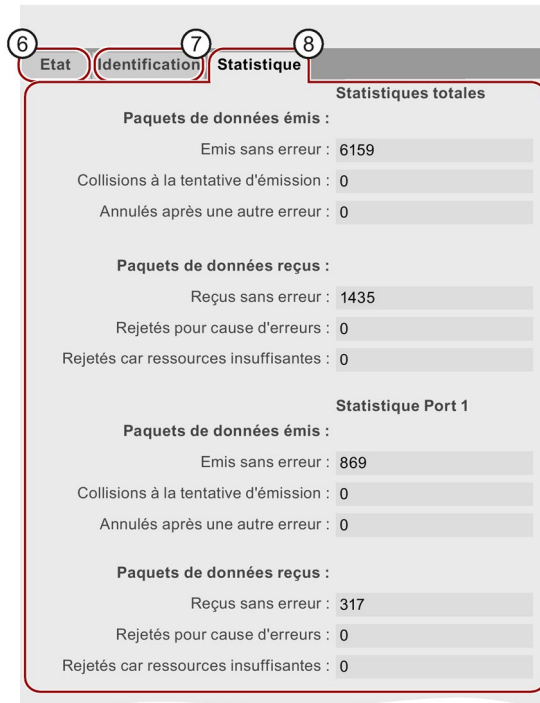 6 7 8
Etat Identification Statistique
Statistiques totales
Paquets de données émis :
Emis sans erreur : 6159
Collisions à la tentative d'émission : 0
Annulés après une autre erreur : 0
Paquets de données reçus :
Reçus sans erreur : 1435
Rejetés pour cause d'erreurs : 0
Rejetés car ressources insuffisantes : 0
Statistique Port 1
Paquets de données émis :
Emis sans erreur : 869
Collisions à la tentative d'émission : 0
Annulés après une autre erreur : 0
Paquets de données reçus :
Reçus sans erreur : 317
Rejetés pour cause d'erreurs : 0
Rejetés car ressources insuffisantes : 0